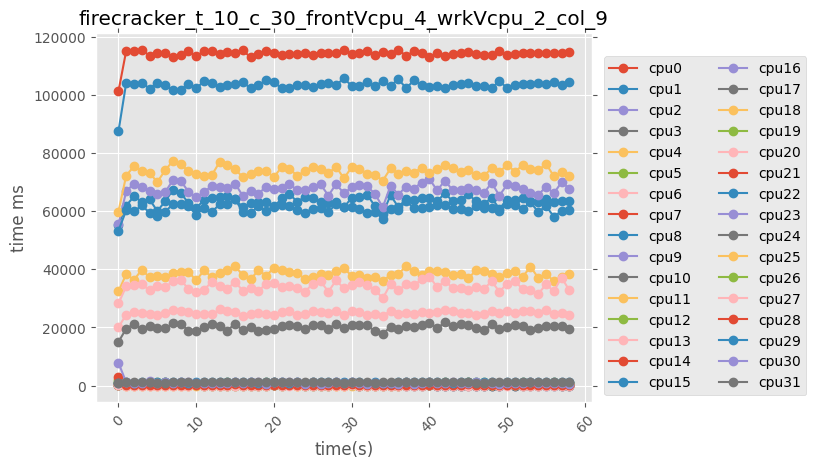 firecracker_t_10_c_30_frontVcpu_4_wrkVcpu_2_col_9
120000
100000
80000
60000
40000
20000
0
time ms
0
10
20
30
40
50
60
time(s)
cpu0
cpu1
cpu2
cpu3
cpu4
cpu5
cpu6
cpu7
cpu8
cpu9
cpu10
cpu11
cpu12
cpu13
cpu14
cpu15
cpu16
cpu17
cpu18
cpu19
cpu20
cpu21
cpu22
cpu23
cpu24
cpu25
cpu26
cpu27
cpu28
cpu29
cpu30
cpu31